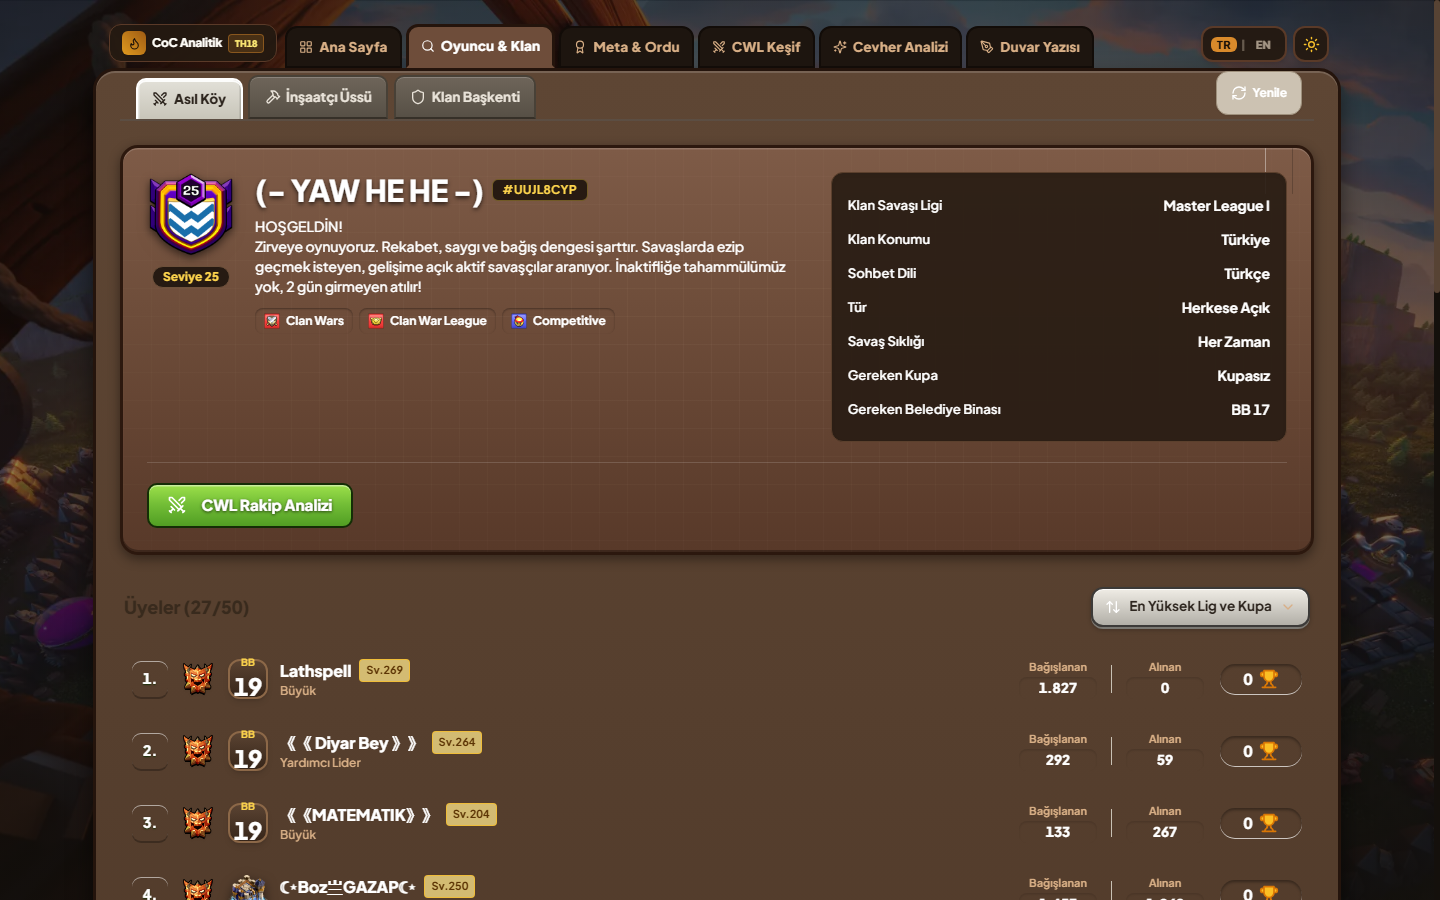 CoC Analitik TH18 Ana Sayfa Oyuncu & Klan Meta & Ordu CWL Keşif Cevher Analizi Duvar Yazısı TR | EN
Asıl Köy İnşaatçı Üssü Klan Başkenti Yenile
25
Seviye 25
(- YAW HE HE -) #UUJL8CYP
HOŞGELDİN!
Zirveye oynuyoruz. Rekabet, saygı ve bağış dengesi şarttır. Savaşlarda ezip
geçmek isteyen, gelişime açık aktif savaşçılar aranıyor. İnaktifliğe tahammülümüz
yok, 2 gün girmeyen atılır!
Clan Wars Clan War League Competitive
Klan Savaşı Ligi Master League I
Klan Konumu Türkiye
Sohbet Dili Türkçe
Tür Herkese Açık
Savaş Sıklığı Her Zaman
Gereken Kupa Kupasız
Gereken Belediye Binası BB 17
CWL Rakip Analizi
Üyeler (27/50) En Yüksek Lig ve Kupa
1. BB 19 Lathspell Sv.269 Büyük Bağışlanan 1.827 Alınan 0 0
2. BB 19 《《 Diyar Bey 》》 Sv.264 Yardımcı Lider Bağışlanan 292 Alınan 59 0
3. BB 19 《《MATEMATIK》》 Sv.204 Büyük Bağışlanan 133 Alınan 267 0
4. Sv.250 Bağışlanan Alınan 0